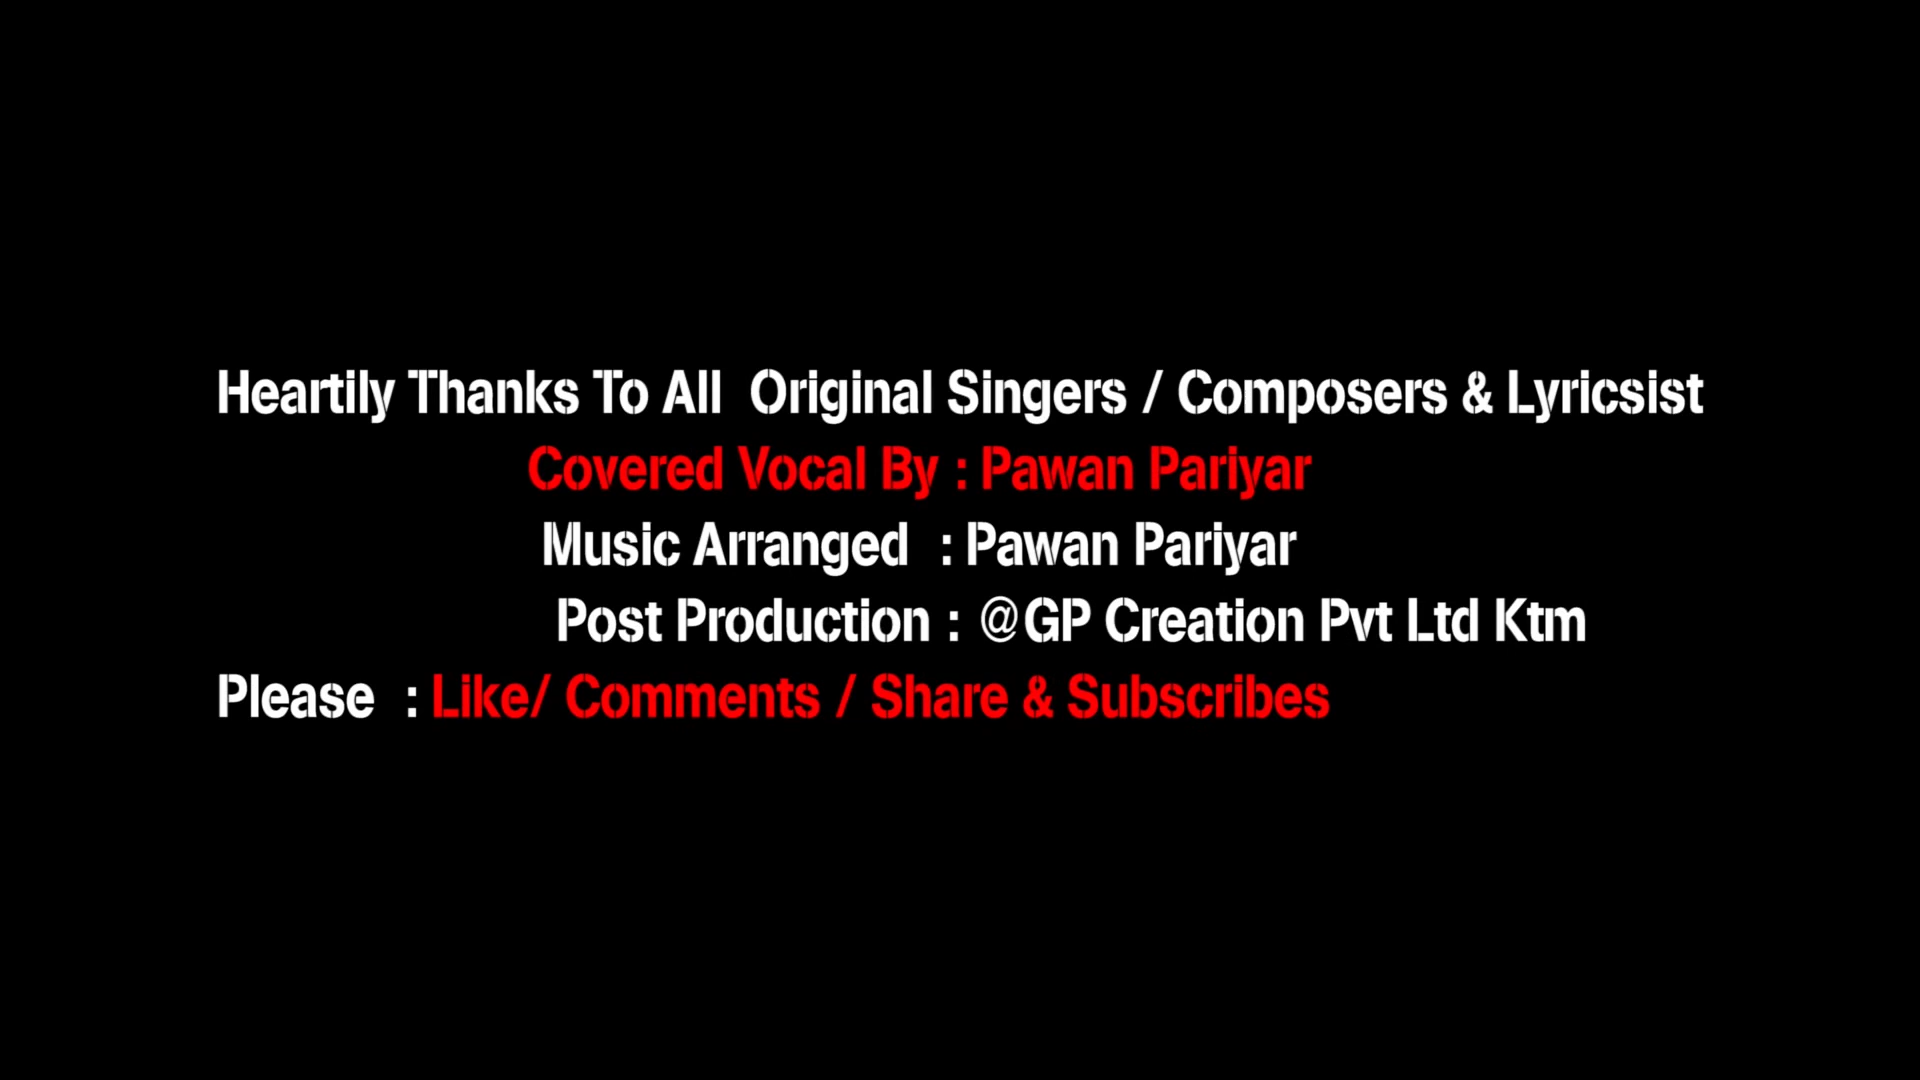 Heartily Thanks To All  Original Singers / Composers & Lyricsist
Covered Vocal By : Pawan Pariyar
Music Arranged  : Pawan Pariyar
Post Production : @GP Creation Pvt Ltd Ktm
Please  : Like/ Comments / Share & Subscribes